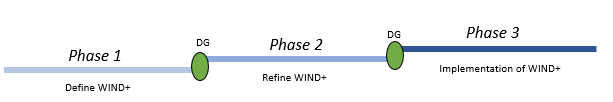 Phase 1
Define WIND+
DG
Phase 2
Refine WIND+
DG
Phase 3
Implementation of WIND+